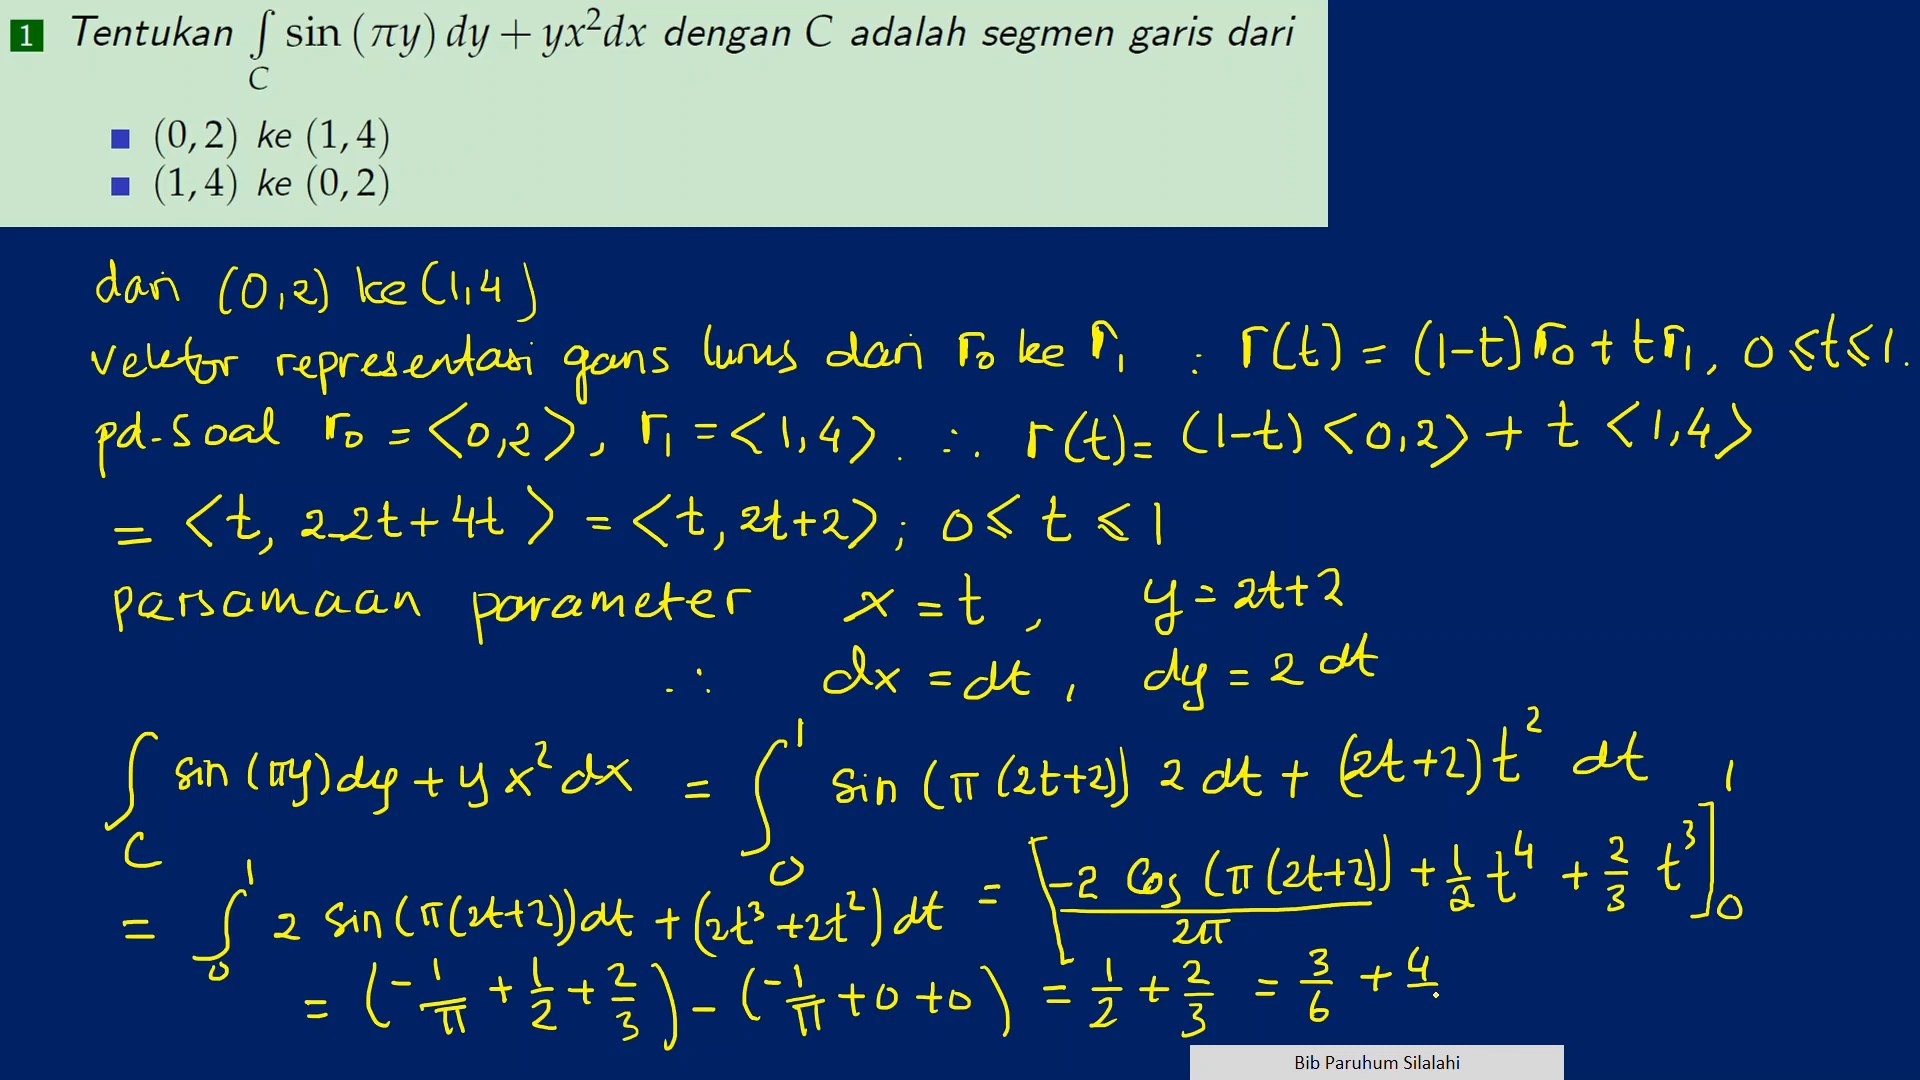 1 Tentukan ∫_C sin (πy) dy + yx² dx dengan C adalah segmen garis dari
■ (0, 2) ke (1, 4)
■ (1, 4) ke (0, 2)
dari (0,2) ke (1,4)
vektor representasi garis lurus dari r₀ ke r₁ : r(t) = (1-t) r₀ + t r₁, 0 ≤ t ≤ 1.
pd-soal r₀ = <0,2>, r₁ = <1,4>. ∴ r(t) = (1-t) <0,2> + t <1,4>
= <t, 2-2t+4t> = <t, 2t+2>; 0 ≤ t ≤ 1
parsamaan parameter x = t, y = 2t+2
∴ dx = dt, dy = 2 dt
∫_C sin (πy) dy + y x² dx = ∫₀¹ sin (π (2t+2)) 2 dt + (2t+2) t² dt
= ∫₀¹ 2 sin (π(2t+2)) dt + (2t³ + 2t²) dt = [-2 cos (π (2t+2))/2π + 1/2 t⁴ + 2/3 t³]₀¹
= (-1/π + 1/2 + 2/3) - (-1/π + 0 + 0) = 1/2 + 2/3 = 3/6 + 4/
Bib Paruhum Silalahi